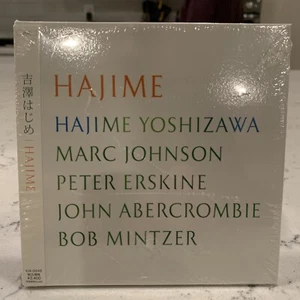 HAJIME
HAJIME YOSHIZAWA
MARC JOHNSON
PETER ERSKINE
JOHN ABERCROMBIE
BOB MINTZER
吉澤はじめ HAJIME